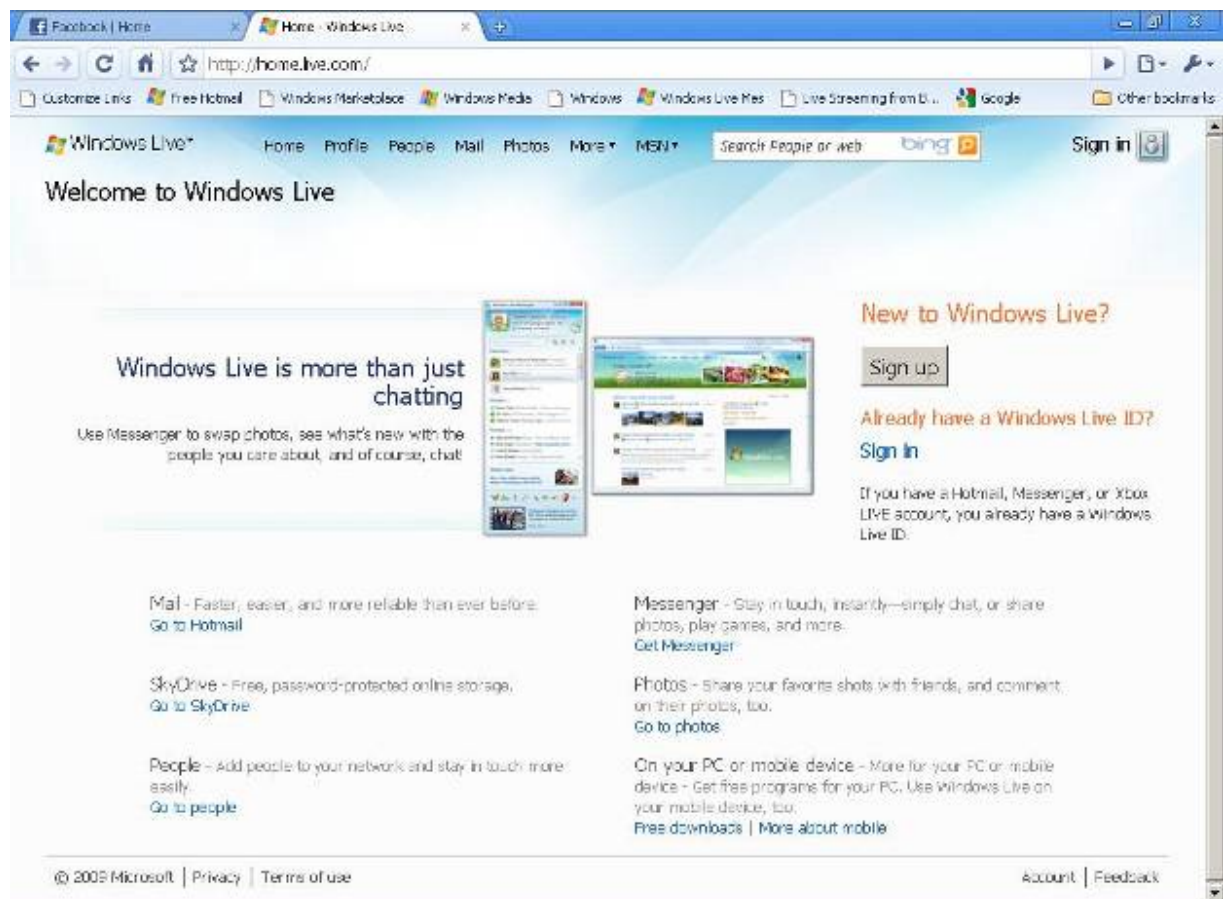 Facebook | Home
Home - Windows Live
http://home.live.com/
Customize Links Free Hotmail Windows Marketplace Windows Media Windows Windows Live Mes Live Streaming from B... Google Other bookmarks
Windows Live Home Profile People Mail Photos More MSN Search People or web bing Sign in
Welcome to Windows Live
New to Windows Live?
Sign up
Windows Live is more than just
chatting
Use Messenger to swap photos, see what's new with the
people you care about, and of course, chat!
Already have a Windows Live ID?
Sign in
If you have a Hotmail, Messenger, or Xbox
LIVE account, you already have a Windows
Live ID.
Mail - Faster, easier, and more reliable than ever before.
Go to Hotmail
Messenger - Stay in touch, instantly—simply chat, or share
photos, play games, and more.
Get Messenger
SkyDrive - Free, password-protected online storage.
Go to SkyDrive
Photos - Share your favorite shots with friends, and comment
on their photos, too.
Go to photos
People - Add people to your network and stay in touch more
easily.
Go to people
On your PC or mobile device - More for your PC or mobile
device - Get free programs for your PC. Use Windows Live on
your mobile device, too.
Free downloads | More about mobile
© 2009 Microsoft | Privacy | Terms of use Account | Feedback